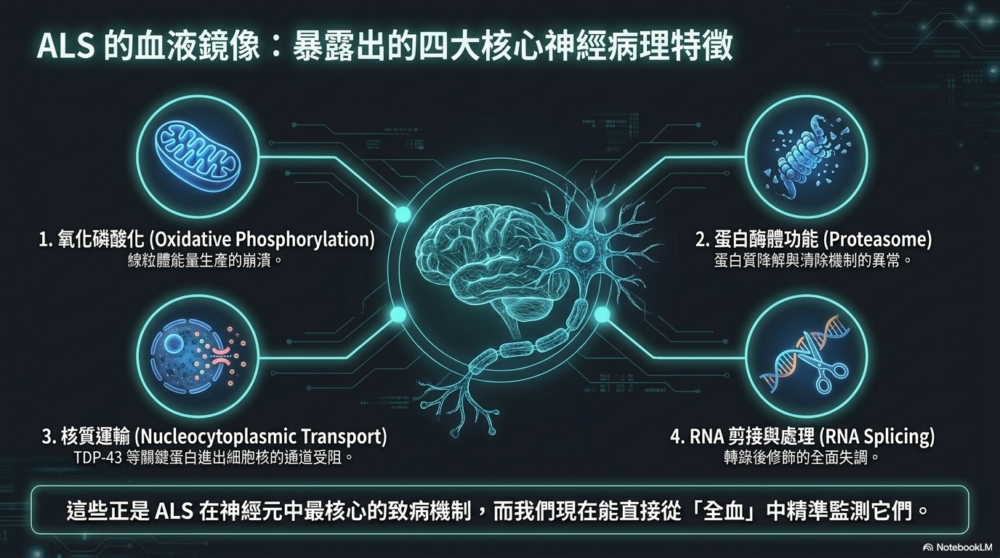 ALS 的血液鏡像：暴露出的四大核心神經病理特徵
1. 氧化磷酸化 (Oxidative Phosphorylation)
線粒體能量生產的崩潰。
2. 蛋白酶體功能 (Proteasome)
蛋白質降解與清除機制的異常。
3. 核質運輸 (Nucleocytoplasmic Transport)
TDP-43 等關鍵蛋白進出細胞核的通道受阻。
4. RNA 剪接與處理 (RNA Splicing)
轉錄後修飾的全面失調。
這些正是 ALS 在神經元中最核心的致病機制，而我們現在能直接從「全血」中精準監測它們。
NotebookLM